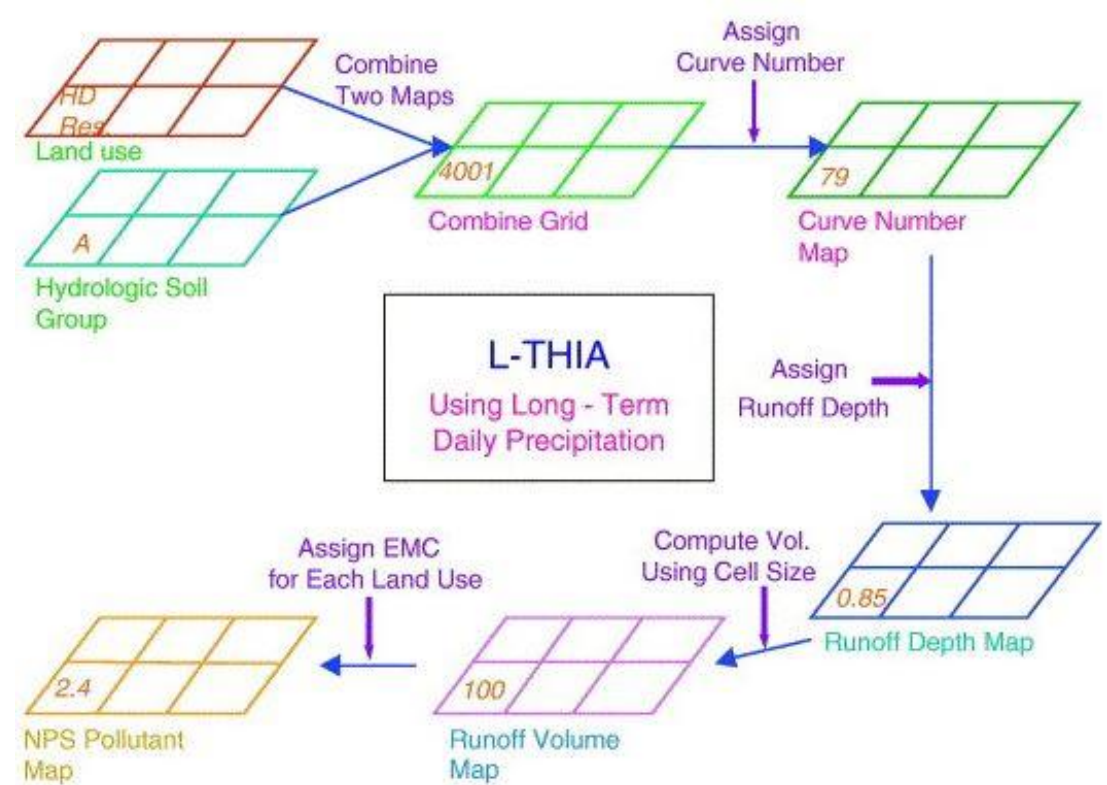 HD
Res.
Land use
A
Hydrologic Soil
Group
Combine
Two Maps
4001
Combine Grid
Assign
Curve Number
79
Curve Number
Map
L-THIA
Using Long - Term
Daily Precipitation
Assign
Runoff Depth
0.85
Runoff Depth Map
Compute Vol.
Using Cell Size
100
Runoff Volume
Map
Assign EMC
for Each Land Use
2.4
NPS Pollutant
Map